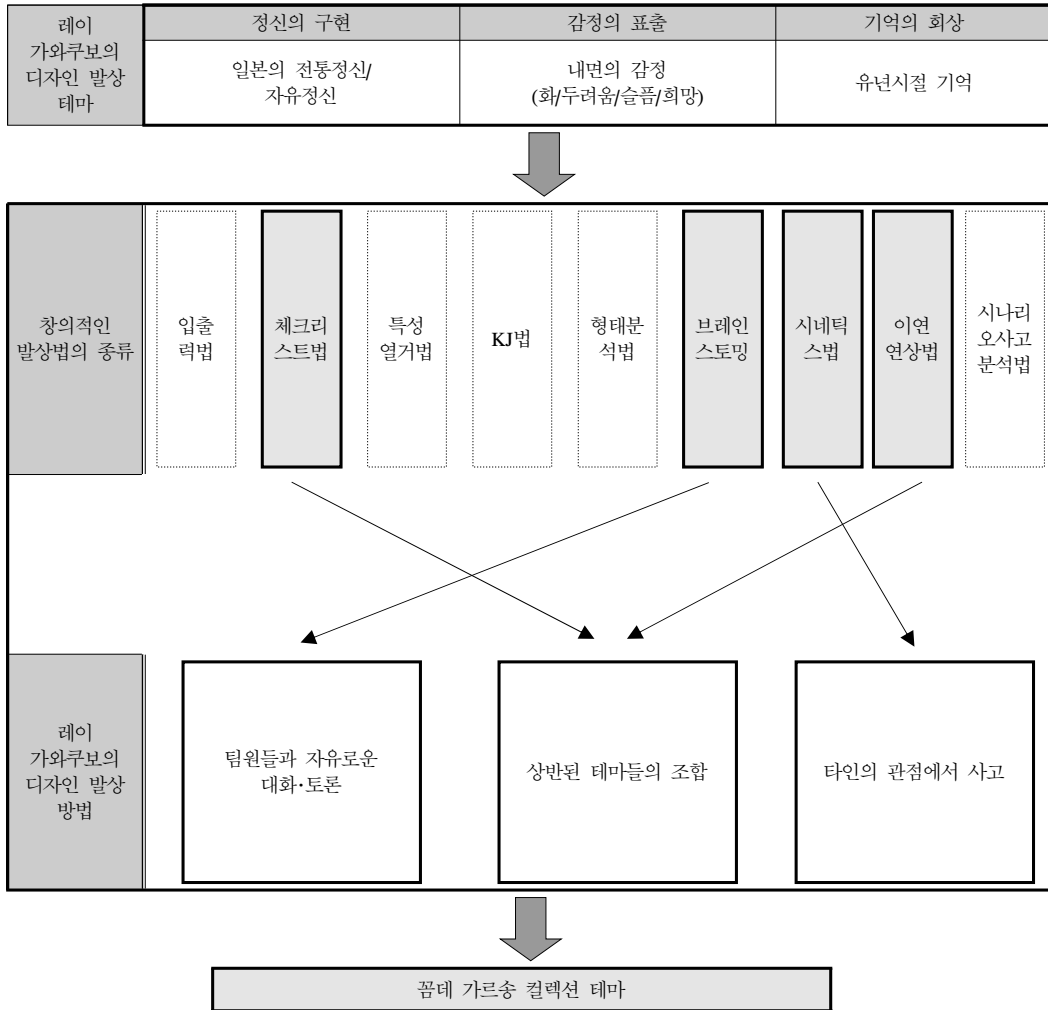 레이
가와쿠보의
디자인 발상
테마
정신의 구현
감정의 표출
기억의 회상
일본의 전통정신/
자유정신
내면의 감정
(화/두려움/슬픔/희망)
유년시절 기억
창의적인
발상법의 종류
입출
력법
체크리
스트법
특성
열거법
KJ법
형태분
석법
브레인
스토밍
시네틱
스법
이연
연상법
시나리
오사고
분석법
레이
가와쿠보의
디자인 발상
방법
팀원들과 자유로운
대화·토론
상반된 테마들의 조합
타인의 관점에서 사고
꼼데 가르송 컬렉션 테마